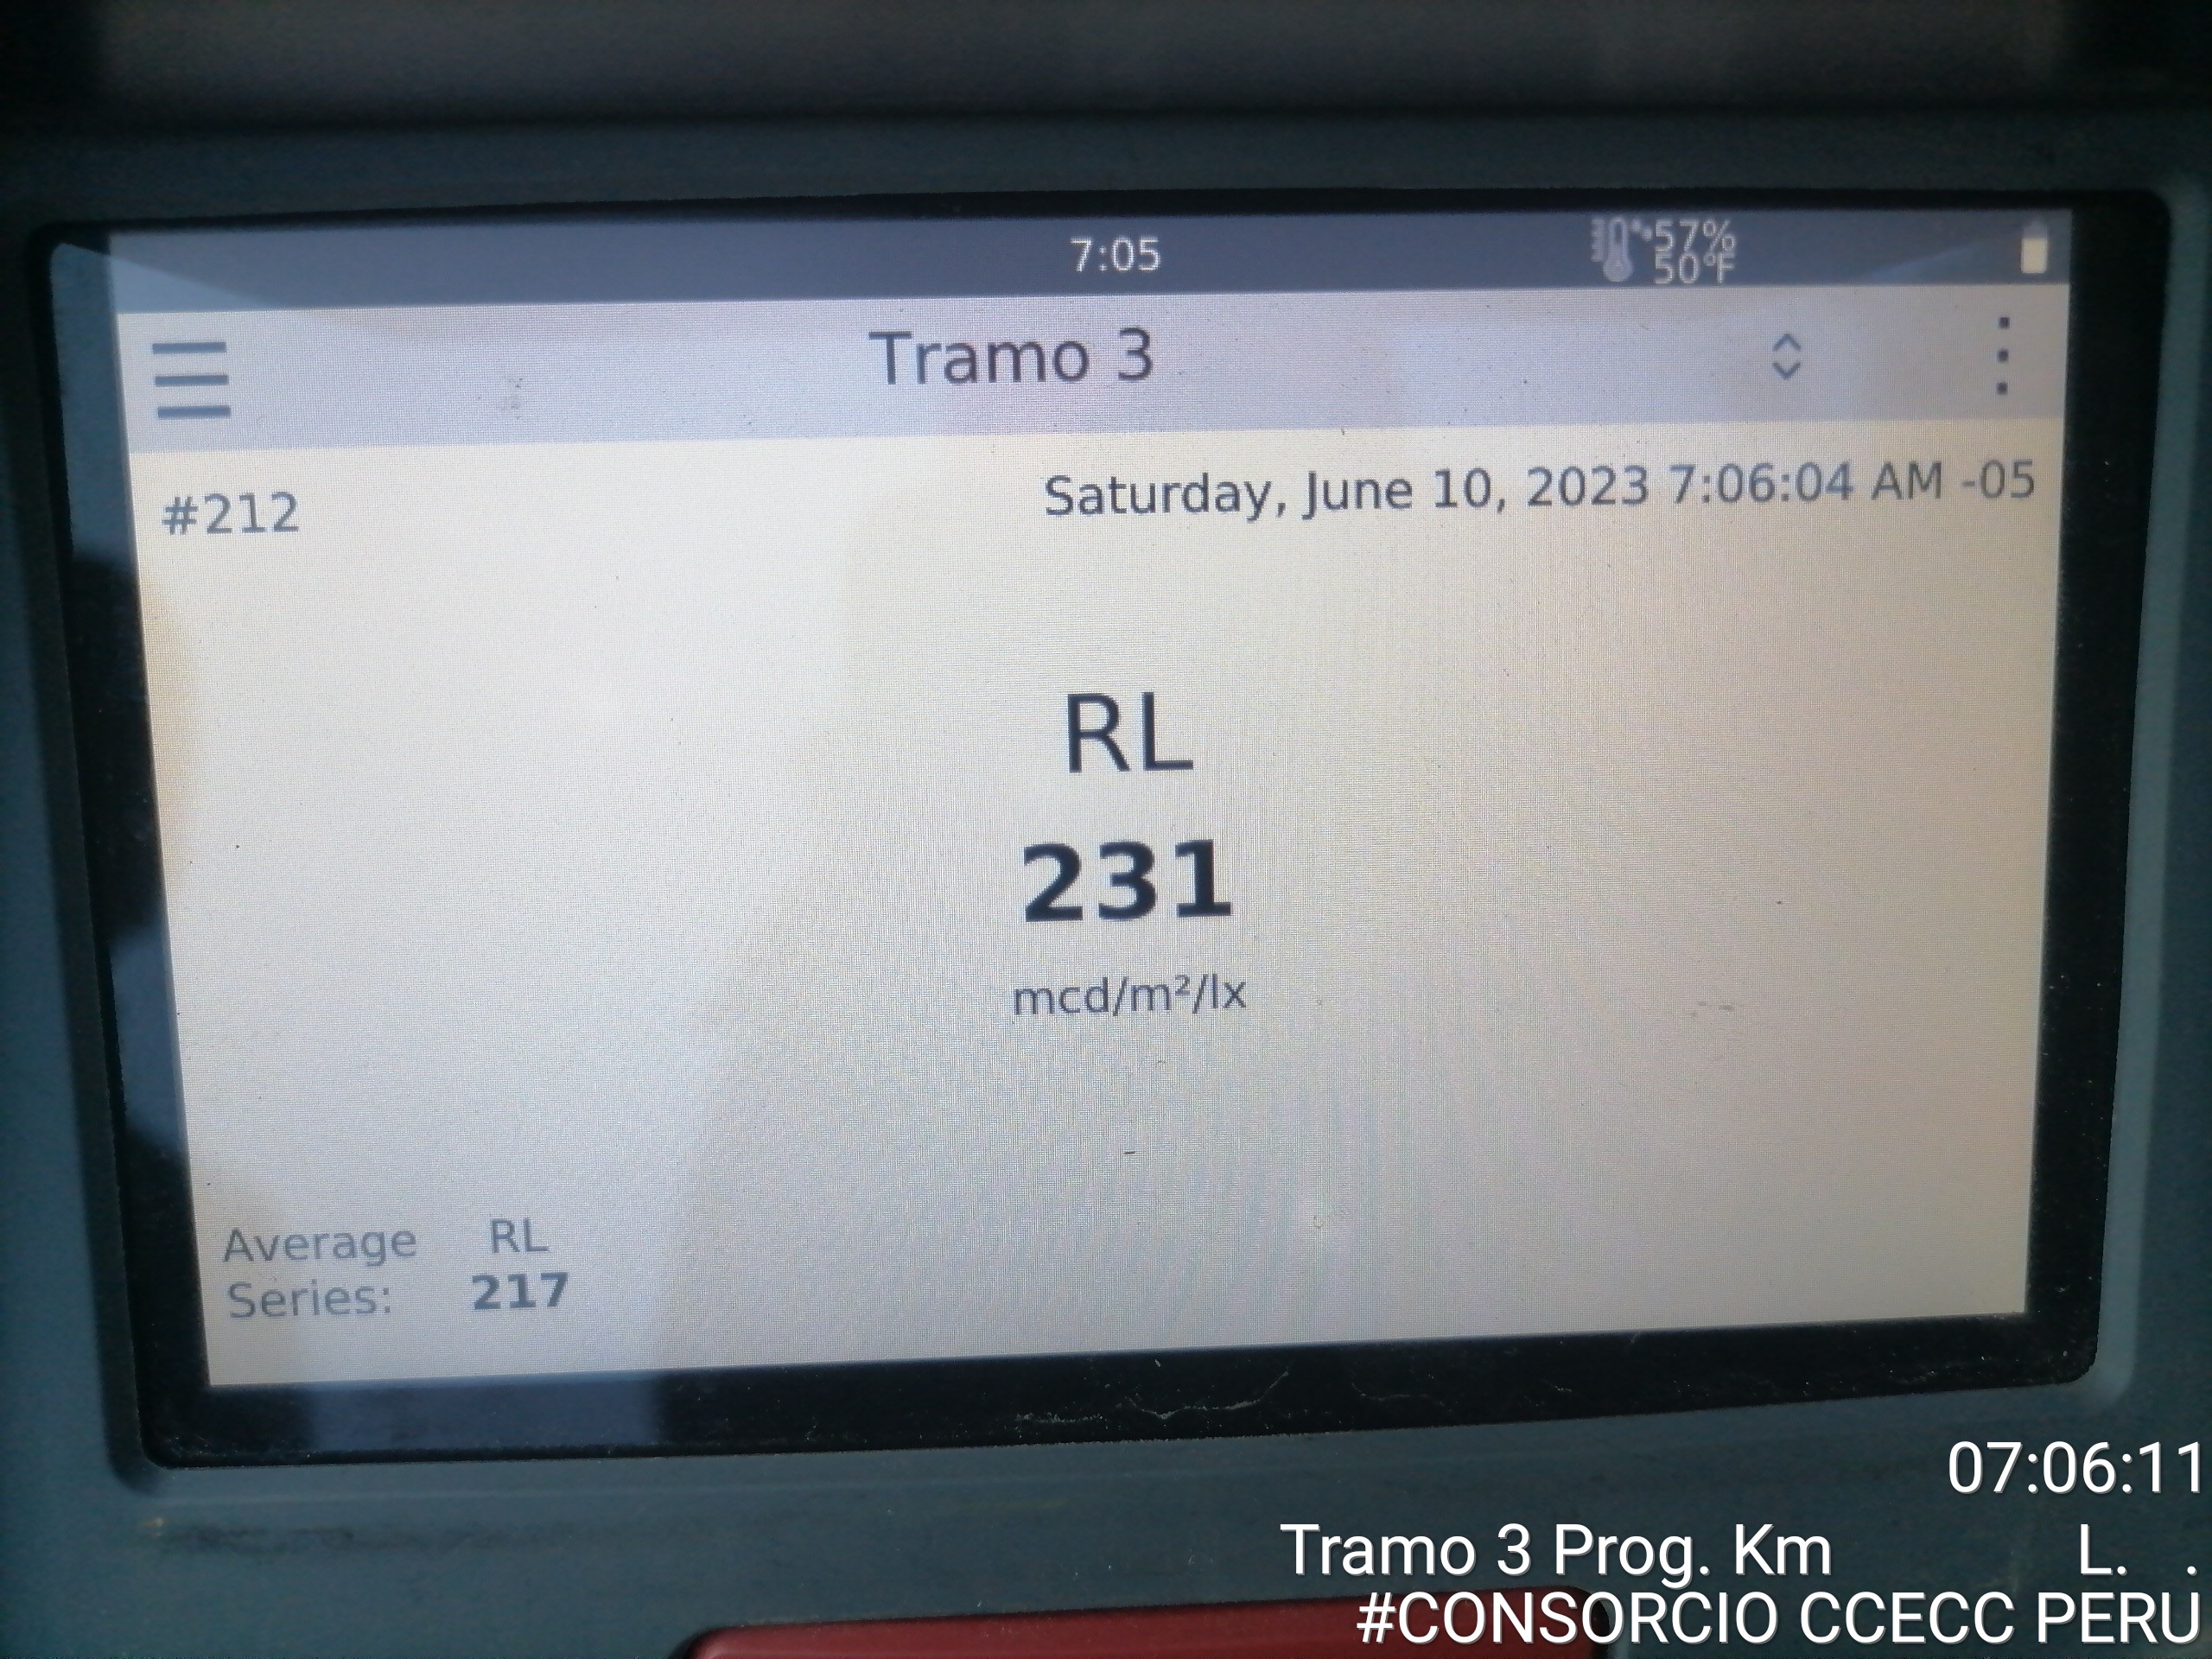 7:05
57%
50°F
Tramo 3
#212
Saturday, June 10, 2023 7:06:04 AM -05
RL
231
mcd/m²/lx
Average RL
Series: 217
07:06:11
Tramo 3 Prog. Km L. .
#CONSORCIO CCECC PERU